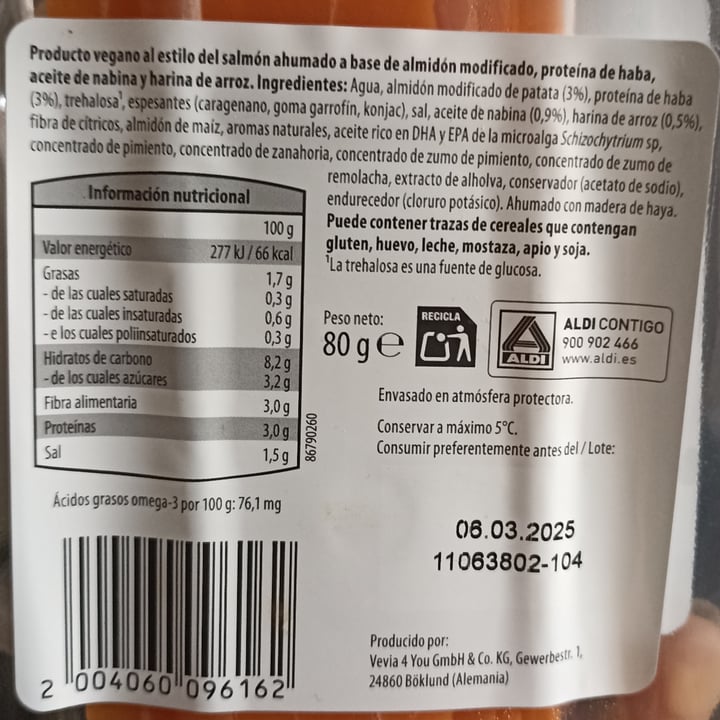 Producto vegano al estilo del salmón ahumado a base de almidón modificado, proteína de haba,
aceite de nabina y harina de arroz. Ingredientes: Agua, almidón modificado de patata (3%), proteína de haba
(3%), trehalosa¹, espesantes (caragenano, goma garrofín, konjac), sal, aceite de nabina (0,9%), harina de arroz (0,5%),
fibra de cítricos, almidón de maíz, aromas naturales, aceite rico en DHA y EPA de la microalga Schizochytrium sp,
concentrado de pimiento, concentrado de zanahoria, concentrado de zumo de pimiento, concentrado de zumo de
remolacha, extracto de alholva, conservador (acetato de sodio),
endurecedor (cloruro potásico). Ahumado con madera de haya.
Puede contener trazas de cereales que contengan
gluten, huevo, leche, mostaza, apio y soja.
¹La trehalosa es una fuente de glucosa.
Información nutricional
100 g
Valor energético 277 kJ / 66 kcal
Grasas 1,7 g
- de las cuales saturadas 0,3 g
- de las cuales insaturadas 0,6 g
- e los cuales poliinsaturados 0,3 g
Hidratos de carbono 8,2 g
- de los cuales azúcares 3,2 g
Fibra alimentaria 3,0 g
Proteínas 3,0 g
Sal 1,5 g
86790260
Ácidos grasos omega-3 por 100 g: 76,1 mg
Peso neto:
80 g e
RECICLA
ALDI
ALDI CONTIGO
900 902 466
www.aldi.es
Envasado en atmósfera protectora.
Conservar a máximo 5°C.
Consumir preferentemente antes del / Lote:
06.03.2025
11063802-104
Producido por:
Vevia 4 You GmbH & Co. KG, Gewerbestr. 1,
24860 Böklund (Alemania)
2 004060 096162